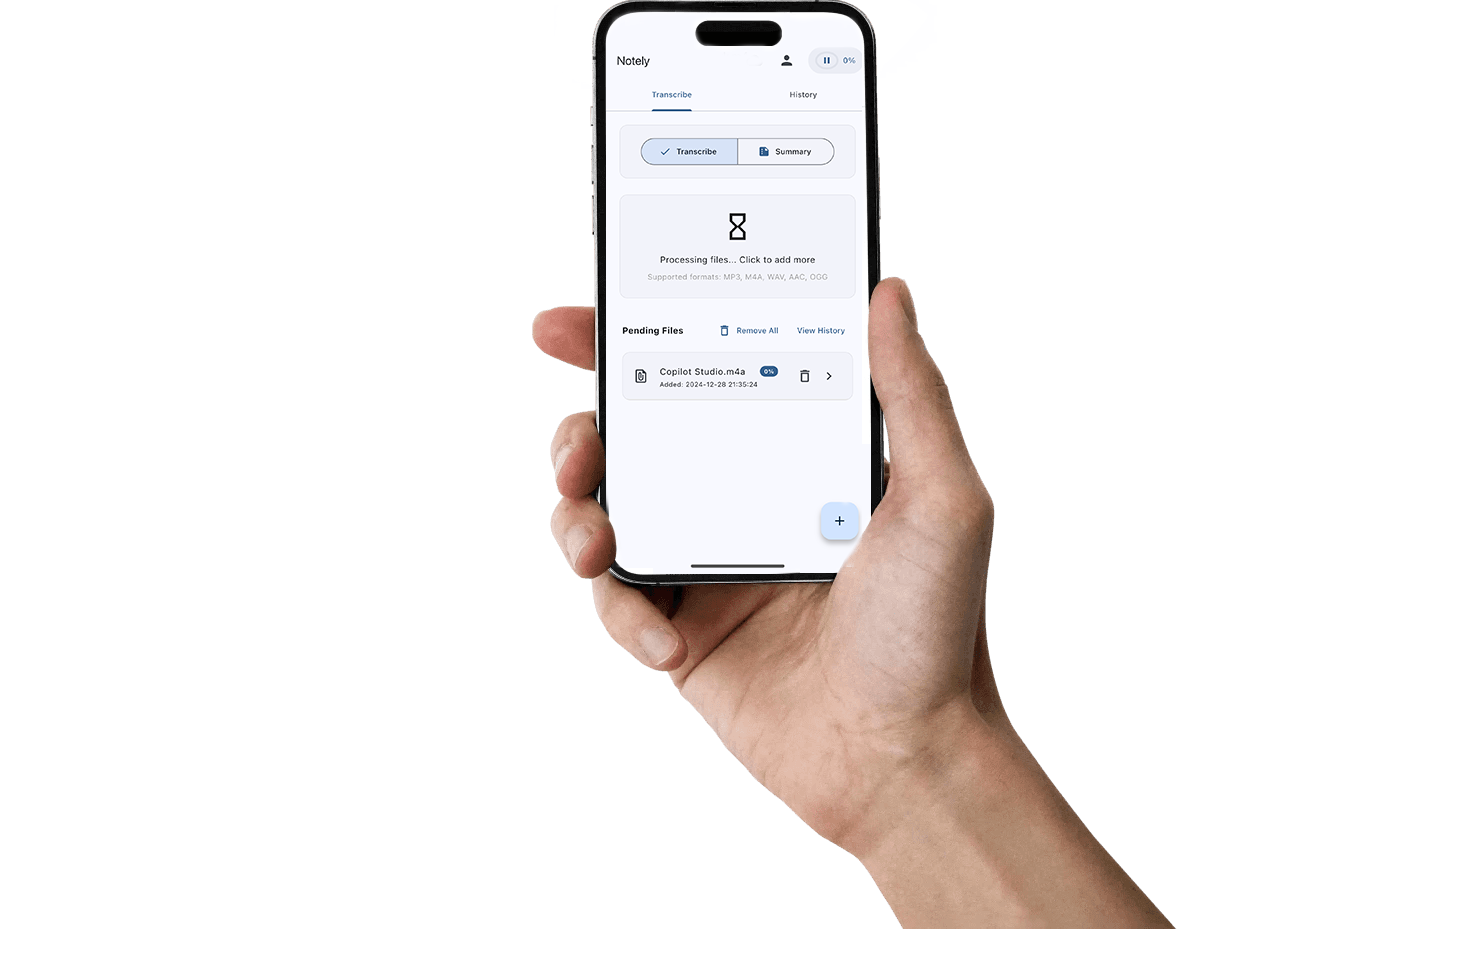 Notely
0%
Transcribe History
Transcribe Summary
Processing files... Click to add more
Supported formats: MP3, M4A, WAV, AAC, OGG
Pending Files Remove All View History
Copilot Studio.m4a 0%
Added: 2024-12-28 21:35:24
+